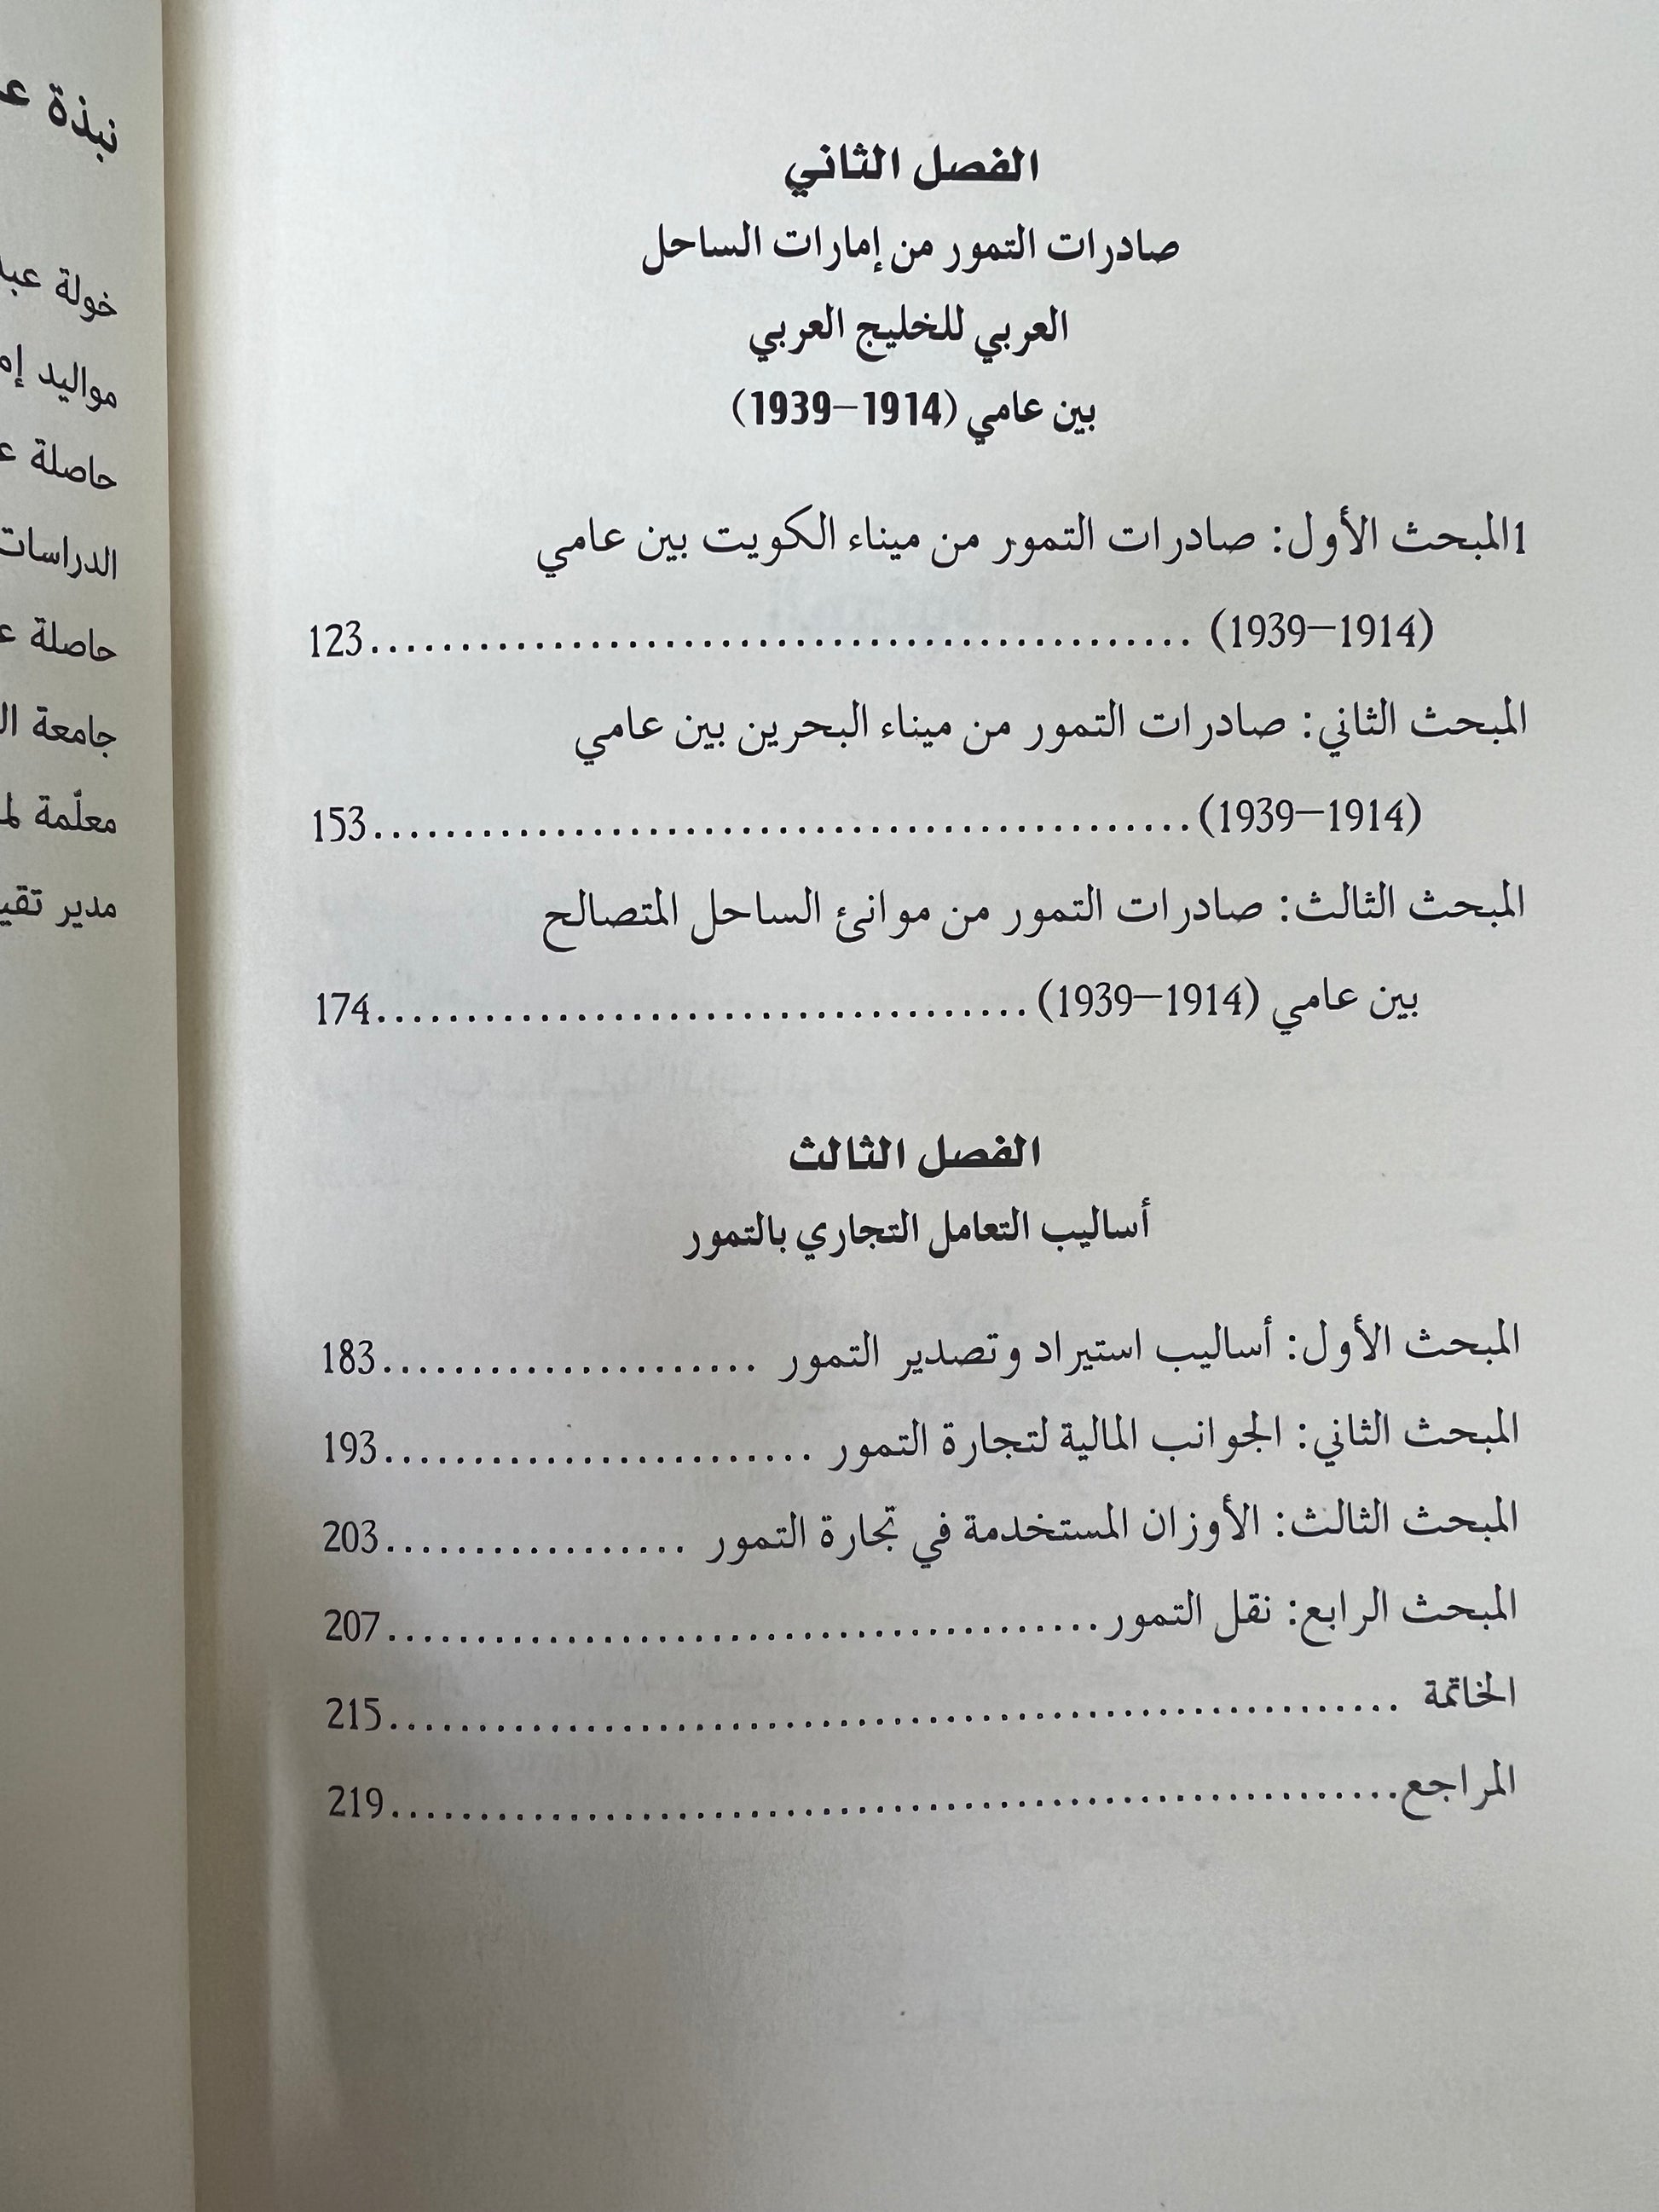 الفصل الثاني
صادرات التمور من إمارات الساحل
العربي للخليج العربي
بين عامي (1914–1939)
1المبحث الأول: صادرات التمور من ميناء الكويت بين عامي
(1914–1939) ............................................. 123
المبحث الثاني: صادرات التمور من ميناء البحرين بين عامي
(1914–1939)............................................. 153
المبحث الثالث: صادرات التمور من موانئ الساحل المتصالح
بين عامي (1914–1939).................................... 174
الفصل الثالث
أساليب التعامل التجاري بالتمور
المبحث الأول: أساليب استيراد وتصدير التمور ..................... 183
المبحث الثاني: الجوانب المالية لتجارة التمور ........................ 193
المبحث الثالث: الأوزان المستخدمة في تجارة التمور ................. 203
المبحث الرابع: نقل التمور....................................... 207
الخاتمة ........................................................ 215
المراجع........................................................ 219
نبذة
خولة
مواليد
حاصلة
الدراسات
حاصلة
جامعة
معلّمة
مدير